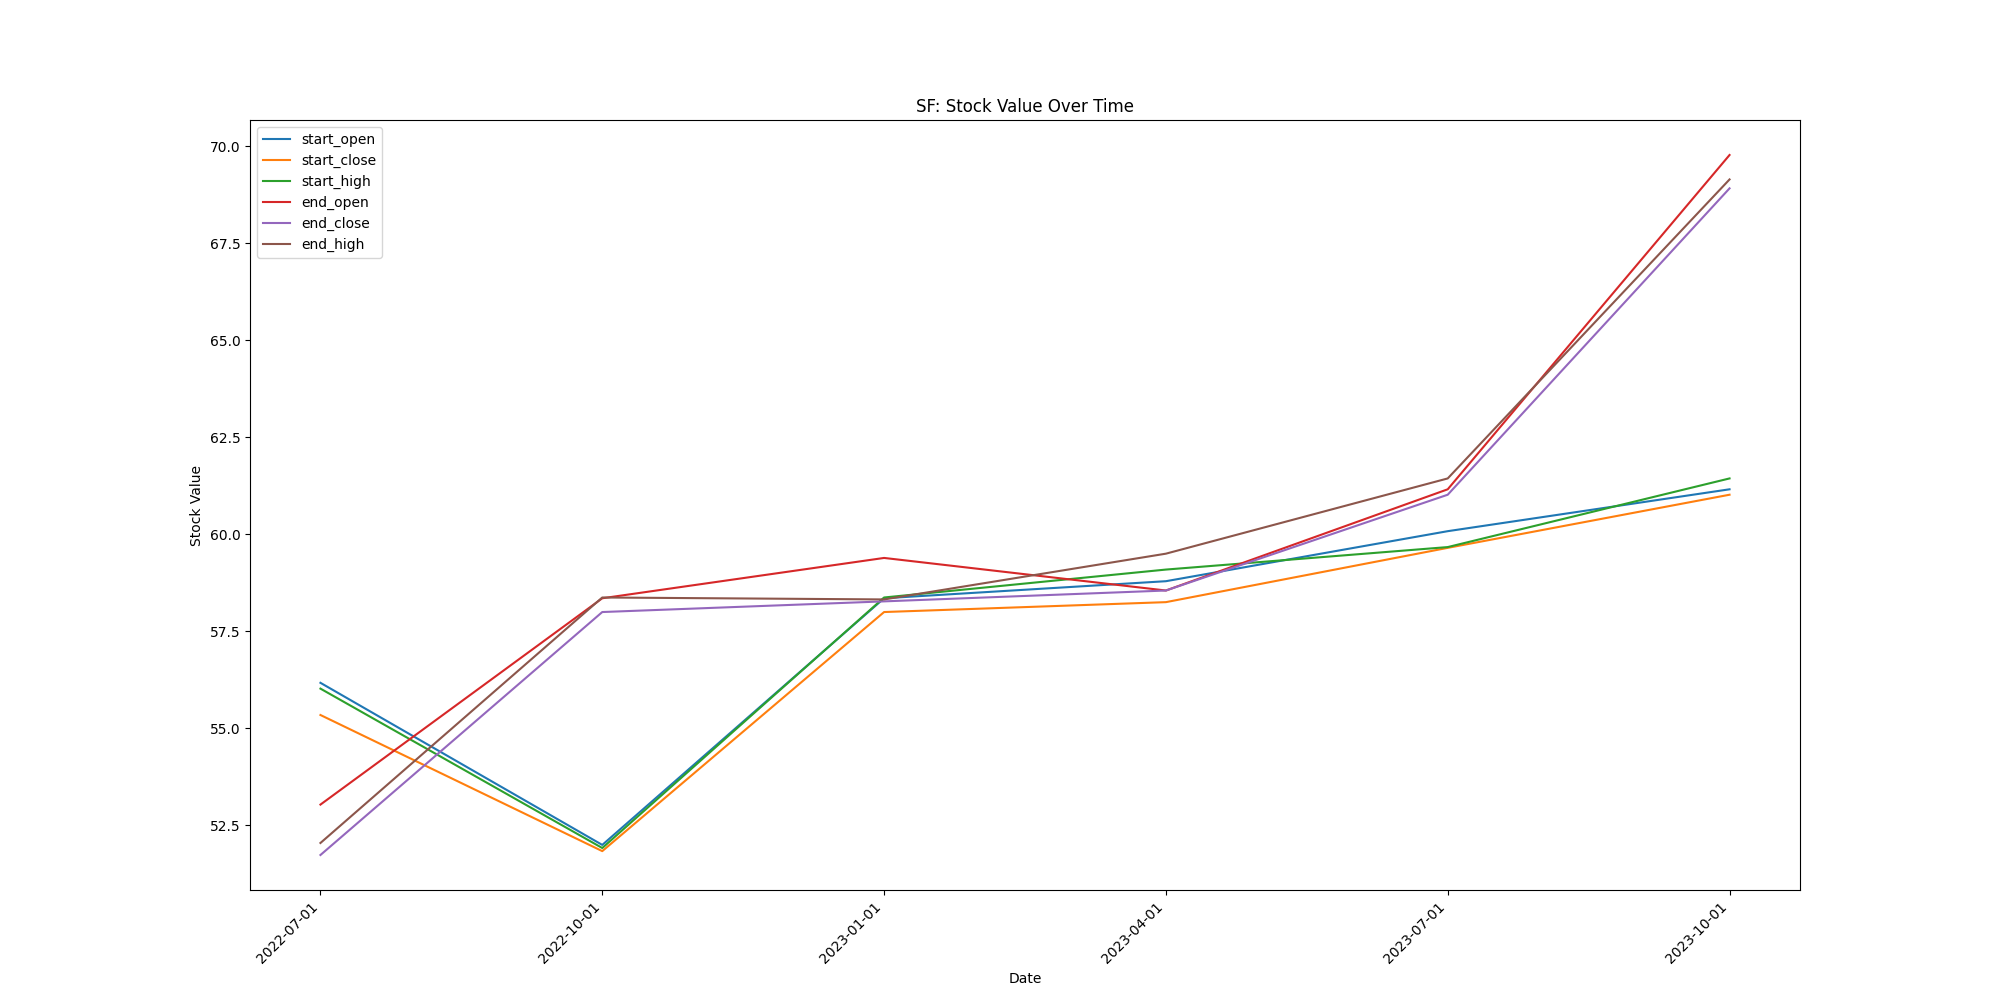 SF: Stock Value Over Time
start_open
start_close
start_high
end_open
end_close
end_high
70.0
67.5
65.0
62.5
60.0
57.5
55.0
52.5
Stock Value
2022-07-01
2022-10-01
2023-01-01
2023-04-01
2023-07-01
2023-10-01
Date